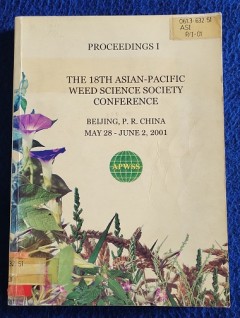 PROCEEDINGS I
THE 18TH ASIAN-PACIFIC
WEED SCIENCE SOCIETY
CONFERENCE
BEIJING, P. R. CHINA
MAY 28 - JUNE 2, 2001
APWSS